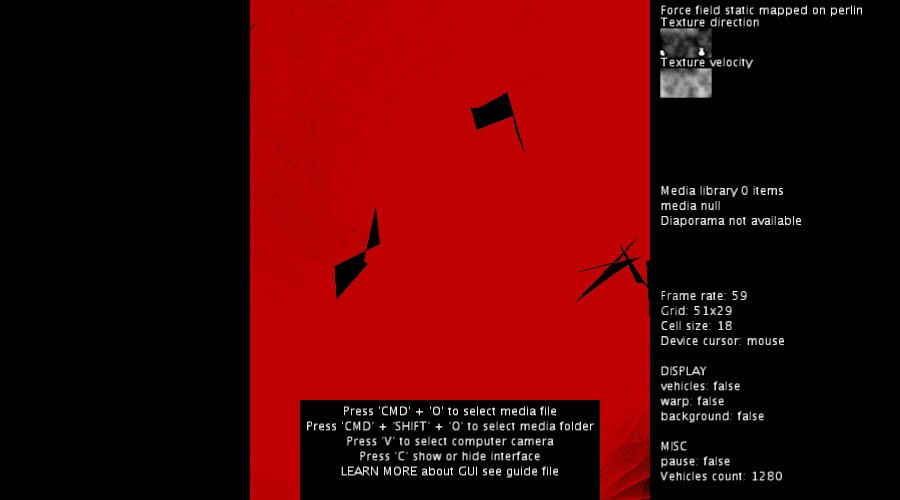 Force field static mapped on perlin
Texture direction
Texture velocity
Media library 0 items
media null
Diaporama not available
Frame rate: 59
Grid: 51x29
Cell size: 18
Device cursor: mouse
DISPLAY
vehicles: false
warp: false
background: false
MISC
pause: false
Vehicles count: 1280
Press 'CMD' + 'O' to select media file
Press 'CMD' + 'SHIFT' + 'O' to select media folder
Press 'V' to select computer camera
Press 'C' show or hide interface
LEARN MORE about GUI see guide file